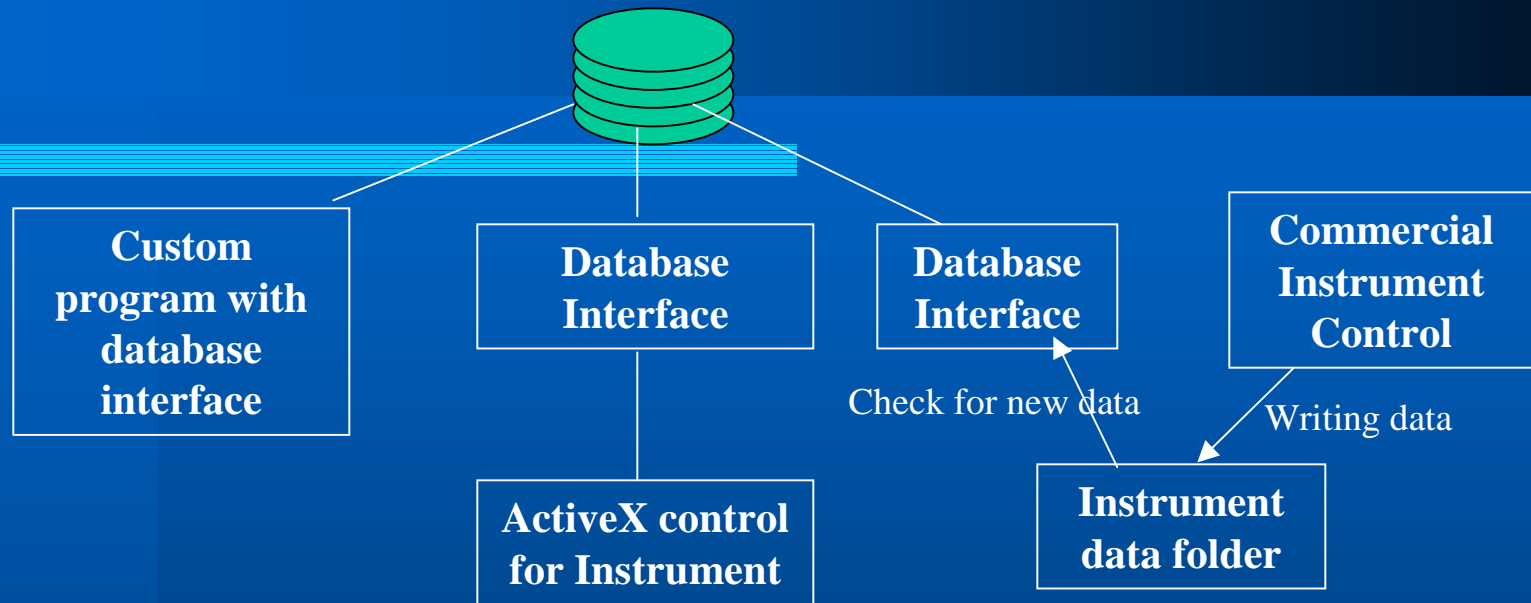 Custom
program with
database
interface
Database
Interface
Database
Interface
Commercial
Instrument
Control
Check for new data
Writing data
ActiveX control
for Instrument
Instrument
data folder